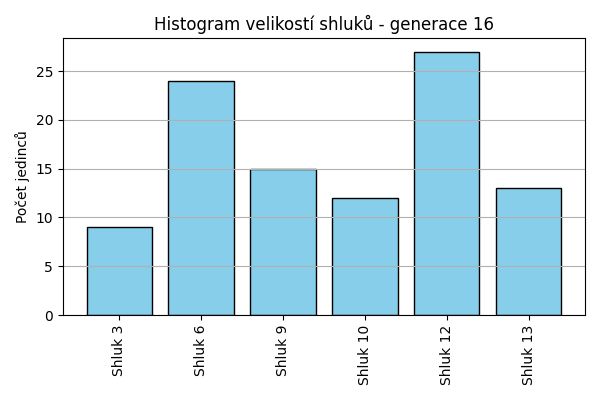 Histogram velikostí shluků - generace 16
Počet jedinců
25
20
15
10
5
0
Shluk 3
Shluk 6
Shluk 9
Shluk 10
Shluk 12
Shluk 13